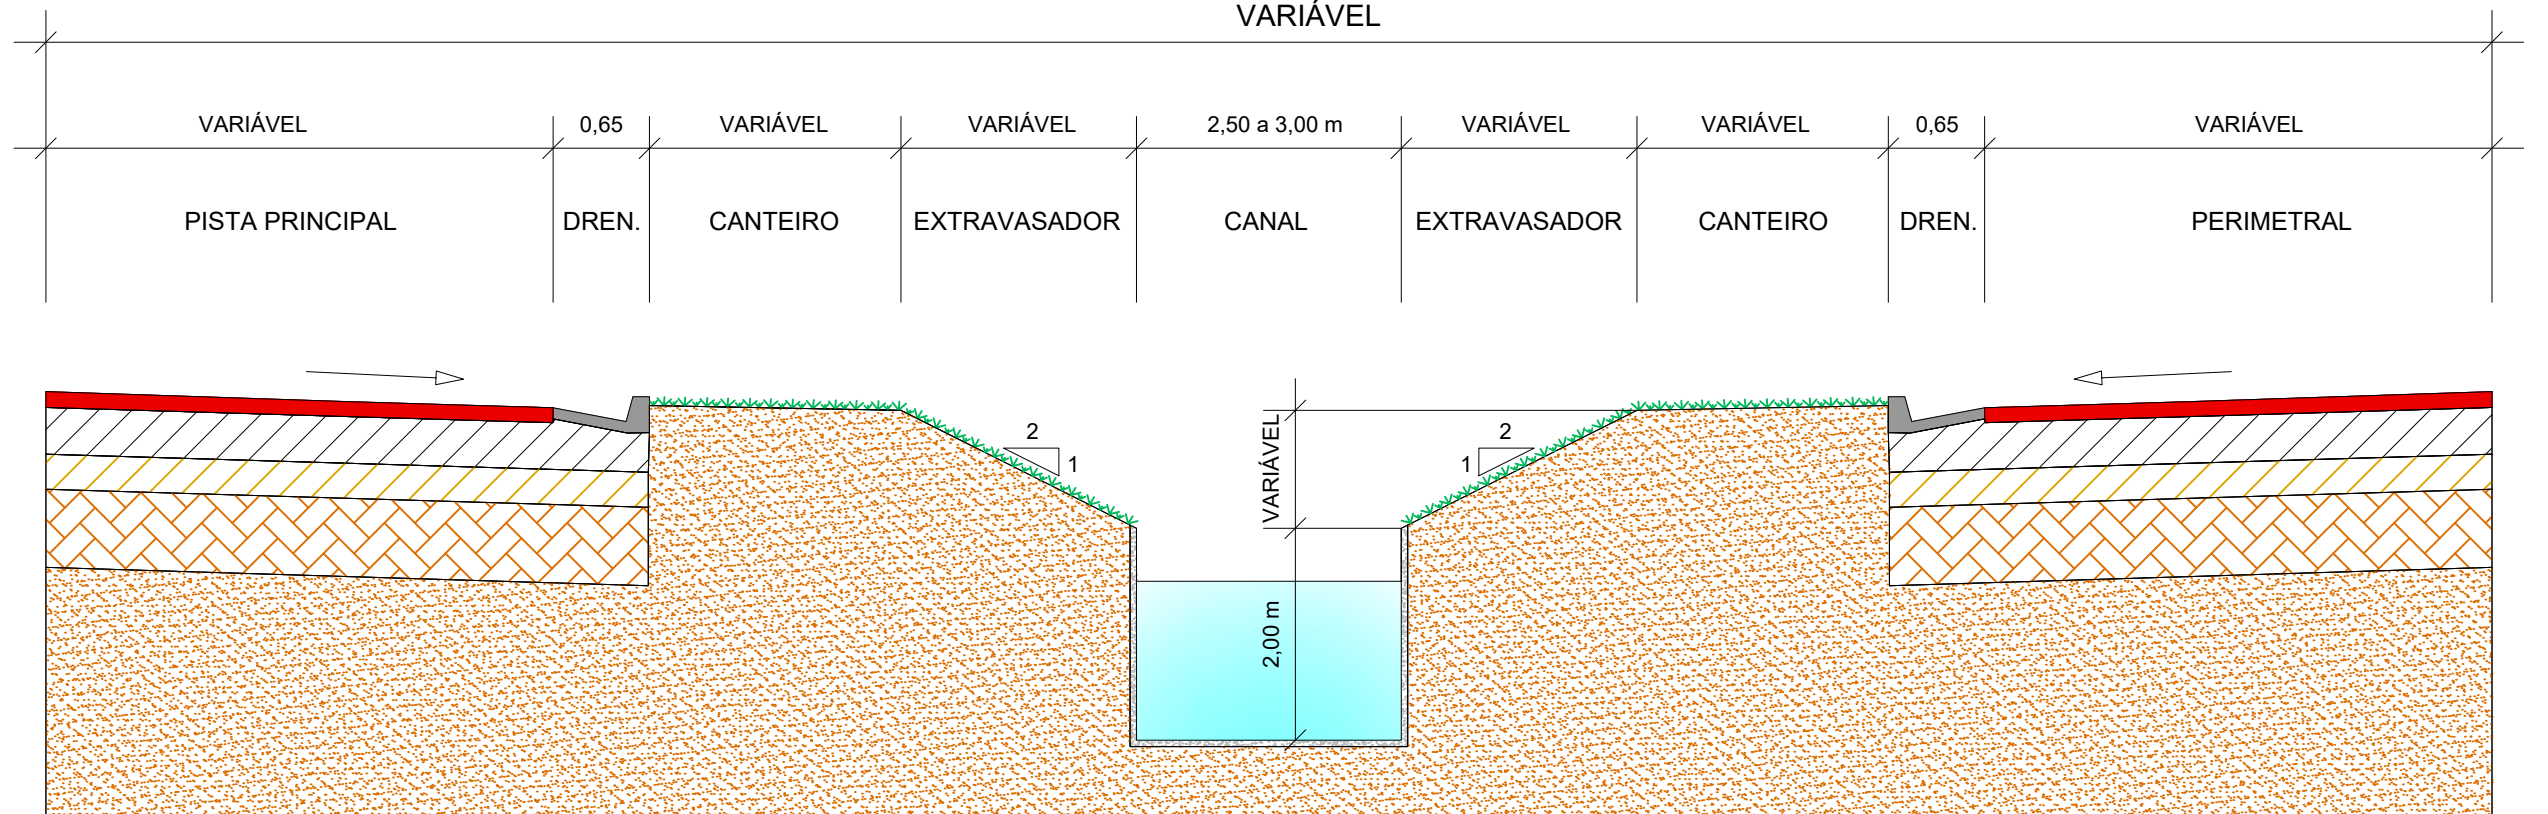 VARIÁVEL
VARIÁVEL 0,65 VARIÁVEL VARIÁVEL 2,50 a 3,00 m VARIÁVEL VARIÁVEL 0,65 VARIÁVEL
PISTA PRINCIPAL DREN. CANTEIRO EXTRAVASADOR CANAL EXTRAVASADOR CANTEIRO DREN. PERIMETRAL
2
1
VARIÁVEL
2
1
2,00 m